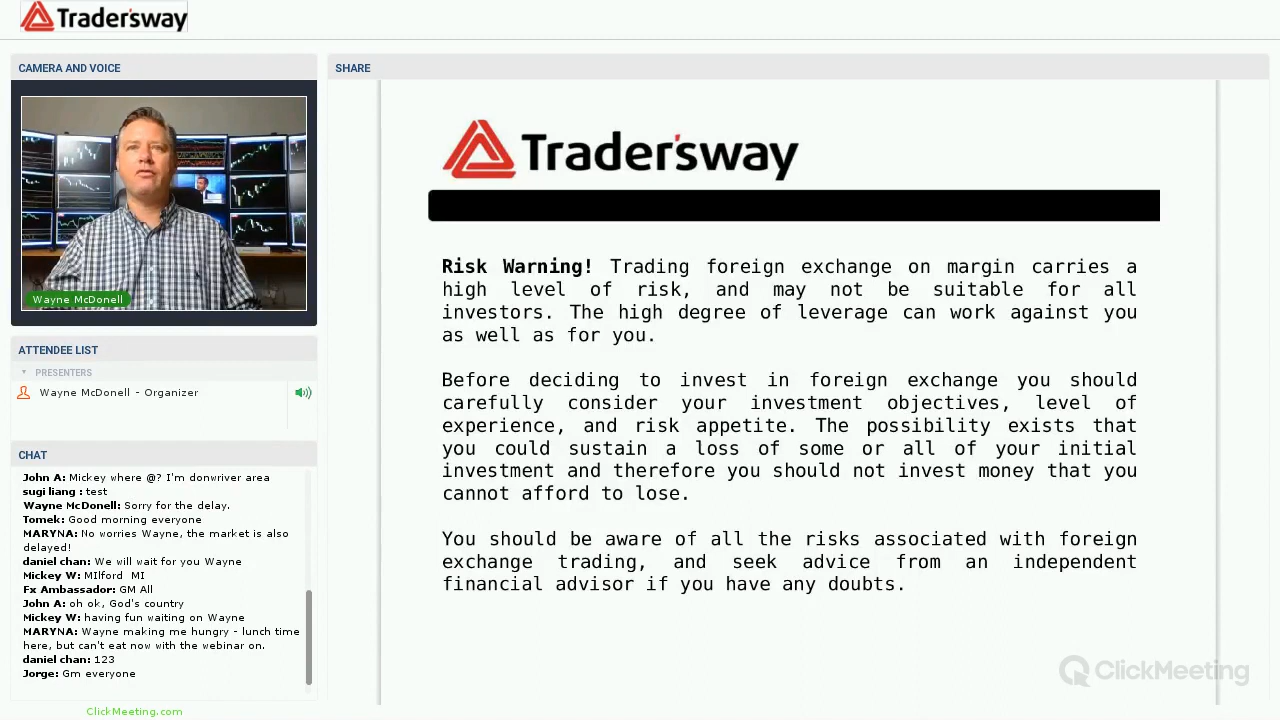 Trader'sway
CAMERA AND VOICE
Wayne McDonell
ATTENDEE LIST
PRESENTERS
Wayne McDonell - Organizer
CHAT
John A: Mickey where @? I'm donwriver area
sugi liang : test
Wayne McDonell: Sorry for the delay.
Tomek: Good morning everyone
MARYNA: No worries Wayne, the market is also
delayed!
daniel chan: We will wait for you Wayne
Mickey W: MIlford MI
Fx Ambassador: GM All
John A: oh ok, God's country
Mickey W: having fun waiting on Wayne
MARYNA: Wayne making me hungry - lunch time
here, but can't eat now with the webinar on.
daniel chan: 123
Jorge: Gm everyone
ClickMeeting.com
SHARE
Trader'sway
Risk Warning! Trading foreign exchange on margin carries a
high level of risk, and may not be suitable for all
investors. The high degree of leverage can work against you
as well as for you.
Before deciding to invest in foreign exchange you should
carefully consider your investment objectives, level of
experience, and risk appetite. The possibility exists that
you could sustain a loss of some or all of your initial
investment and therefore you should not invest money that you
cannot afford to lose.
You should be aware of all the risks associated with foreign
exchange trading, and seek advice from an independent
financial advisor if you have any doubts.
ClickMeeting